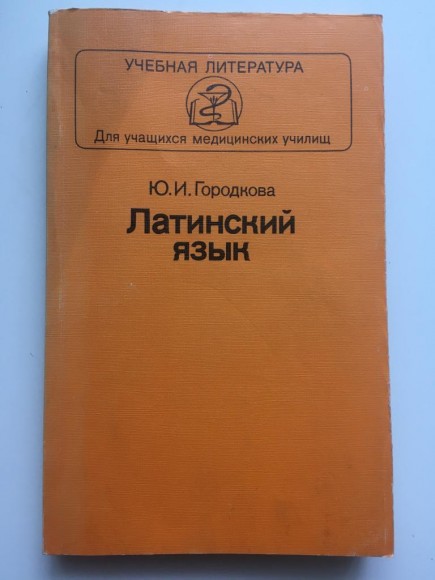 УЧЕБНАЯ ЛИТЕРАТУРА
Для учащихся медицинских училищ
Ю.И.Городкова
Латинский
язык